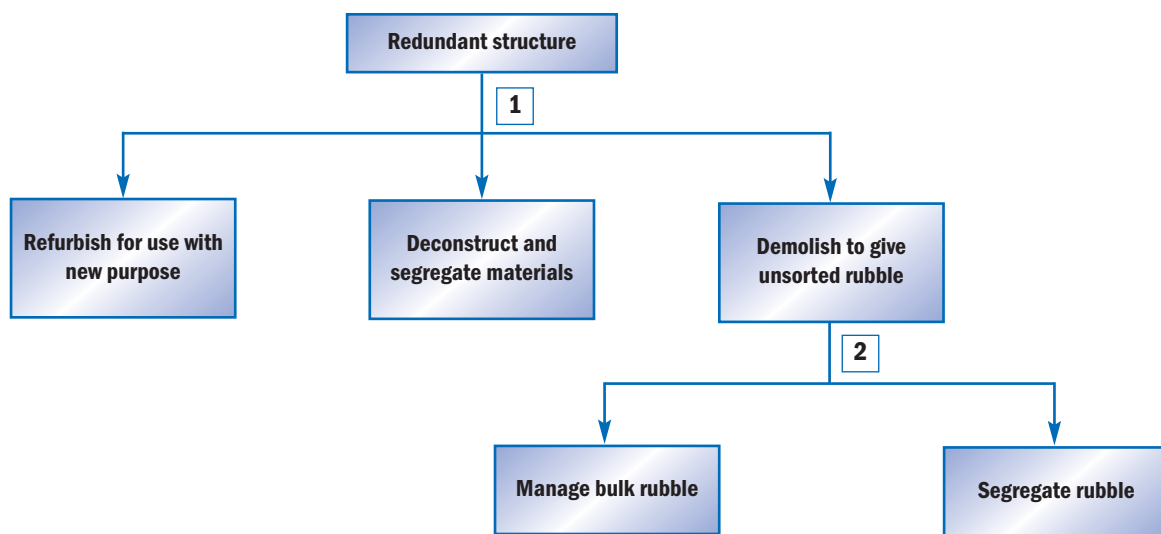 Redundant structure
1
Refurbish for use with
new purpose
Deconstruct and
segregate materials
Demolish to give
unsorted rubble
2
Manage bulk rubble
Segregate rubble